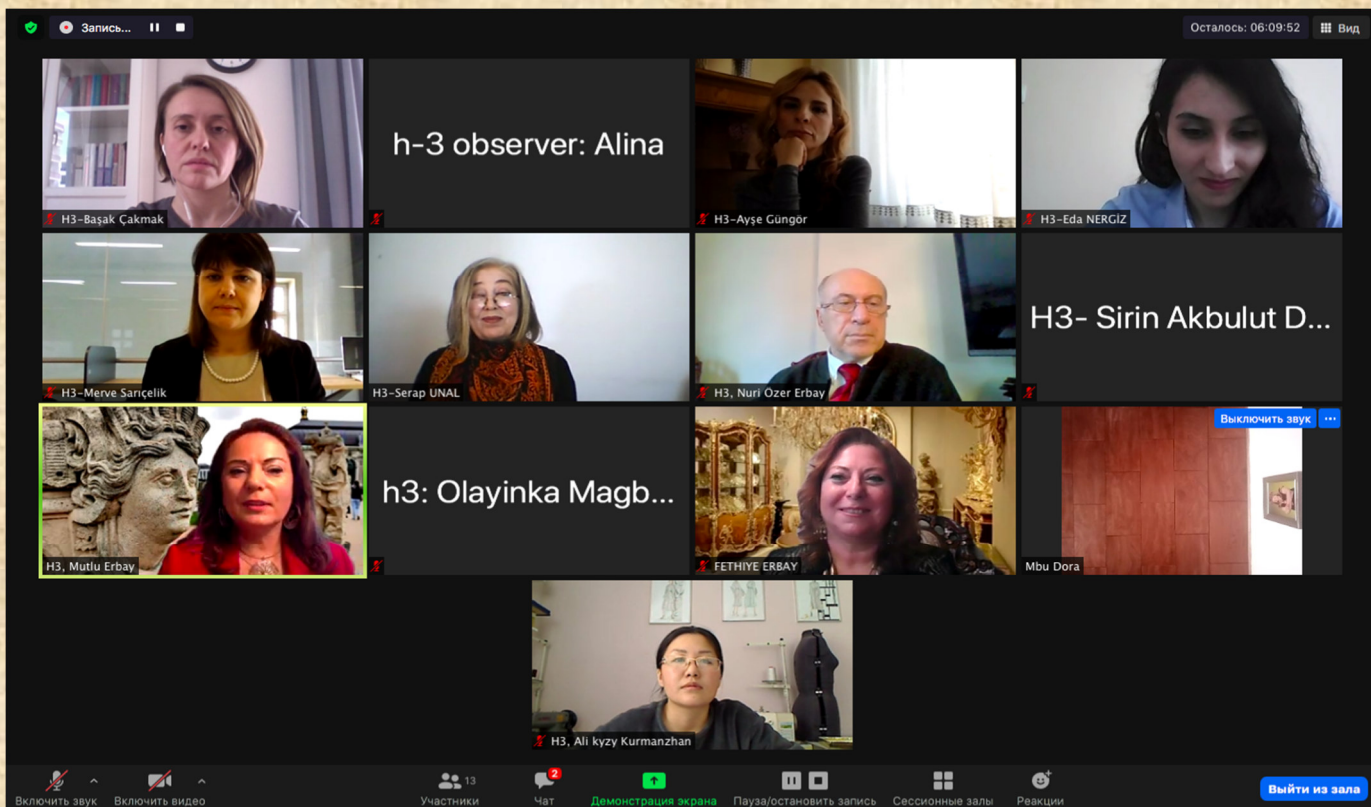 Запись...
Осталось: 06:09:52
Вид
H3-Başak Çakmak
h-3 observer: Alina
H3-Ayşe Güngör
H3-Eda NERGİZ
H3-Merve Sarıçelik
H3-Serap UNAL
H3, Nuri Özer Erbay
H3- Sirin Akbulut D...
H3, Mutlu Erbay
h3: Olayinka Magb...
FETHIYE ERBAY
Выключить звук ...
Mbu Dora
H3, Ali kyzy Kurmanzhan
Включить звук
Включить видео
13
Участники
2
Чат
Демонстрация экрана
Пауза/остановить запись
Сессионные залы
Реакции
Выйти из зала